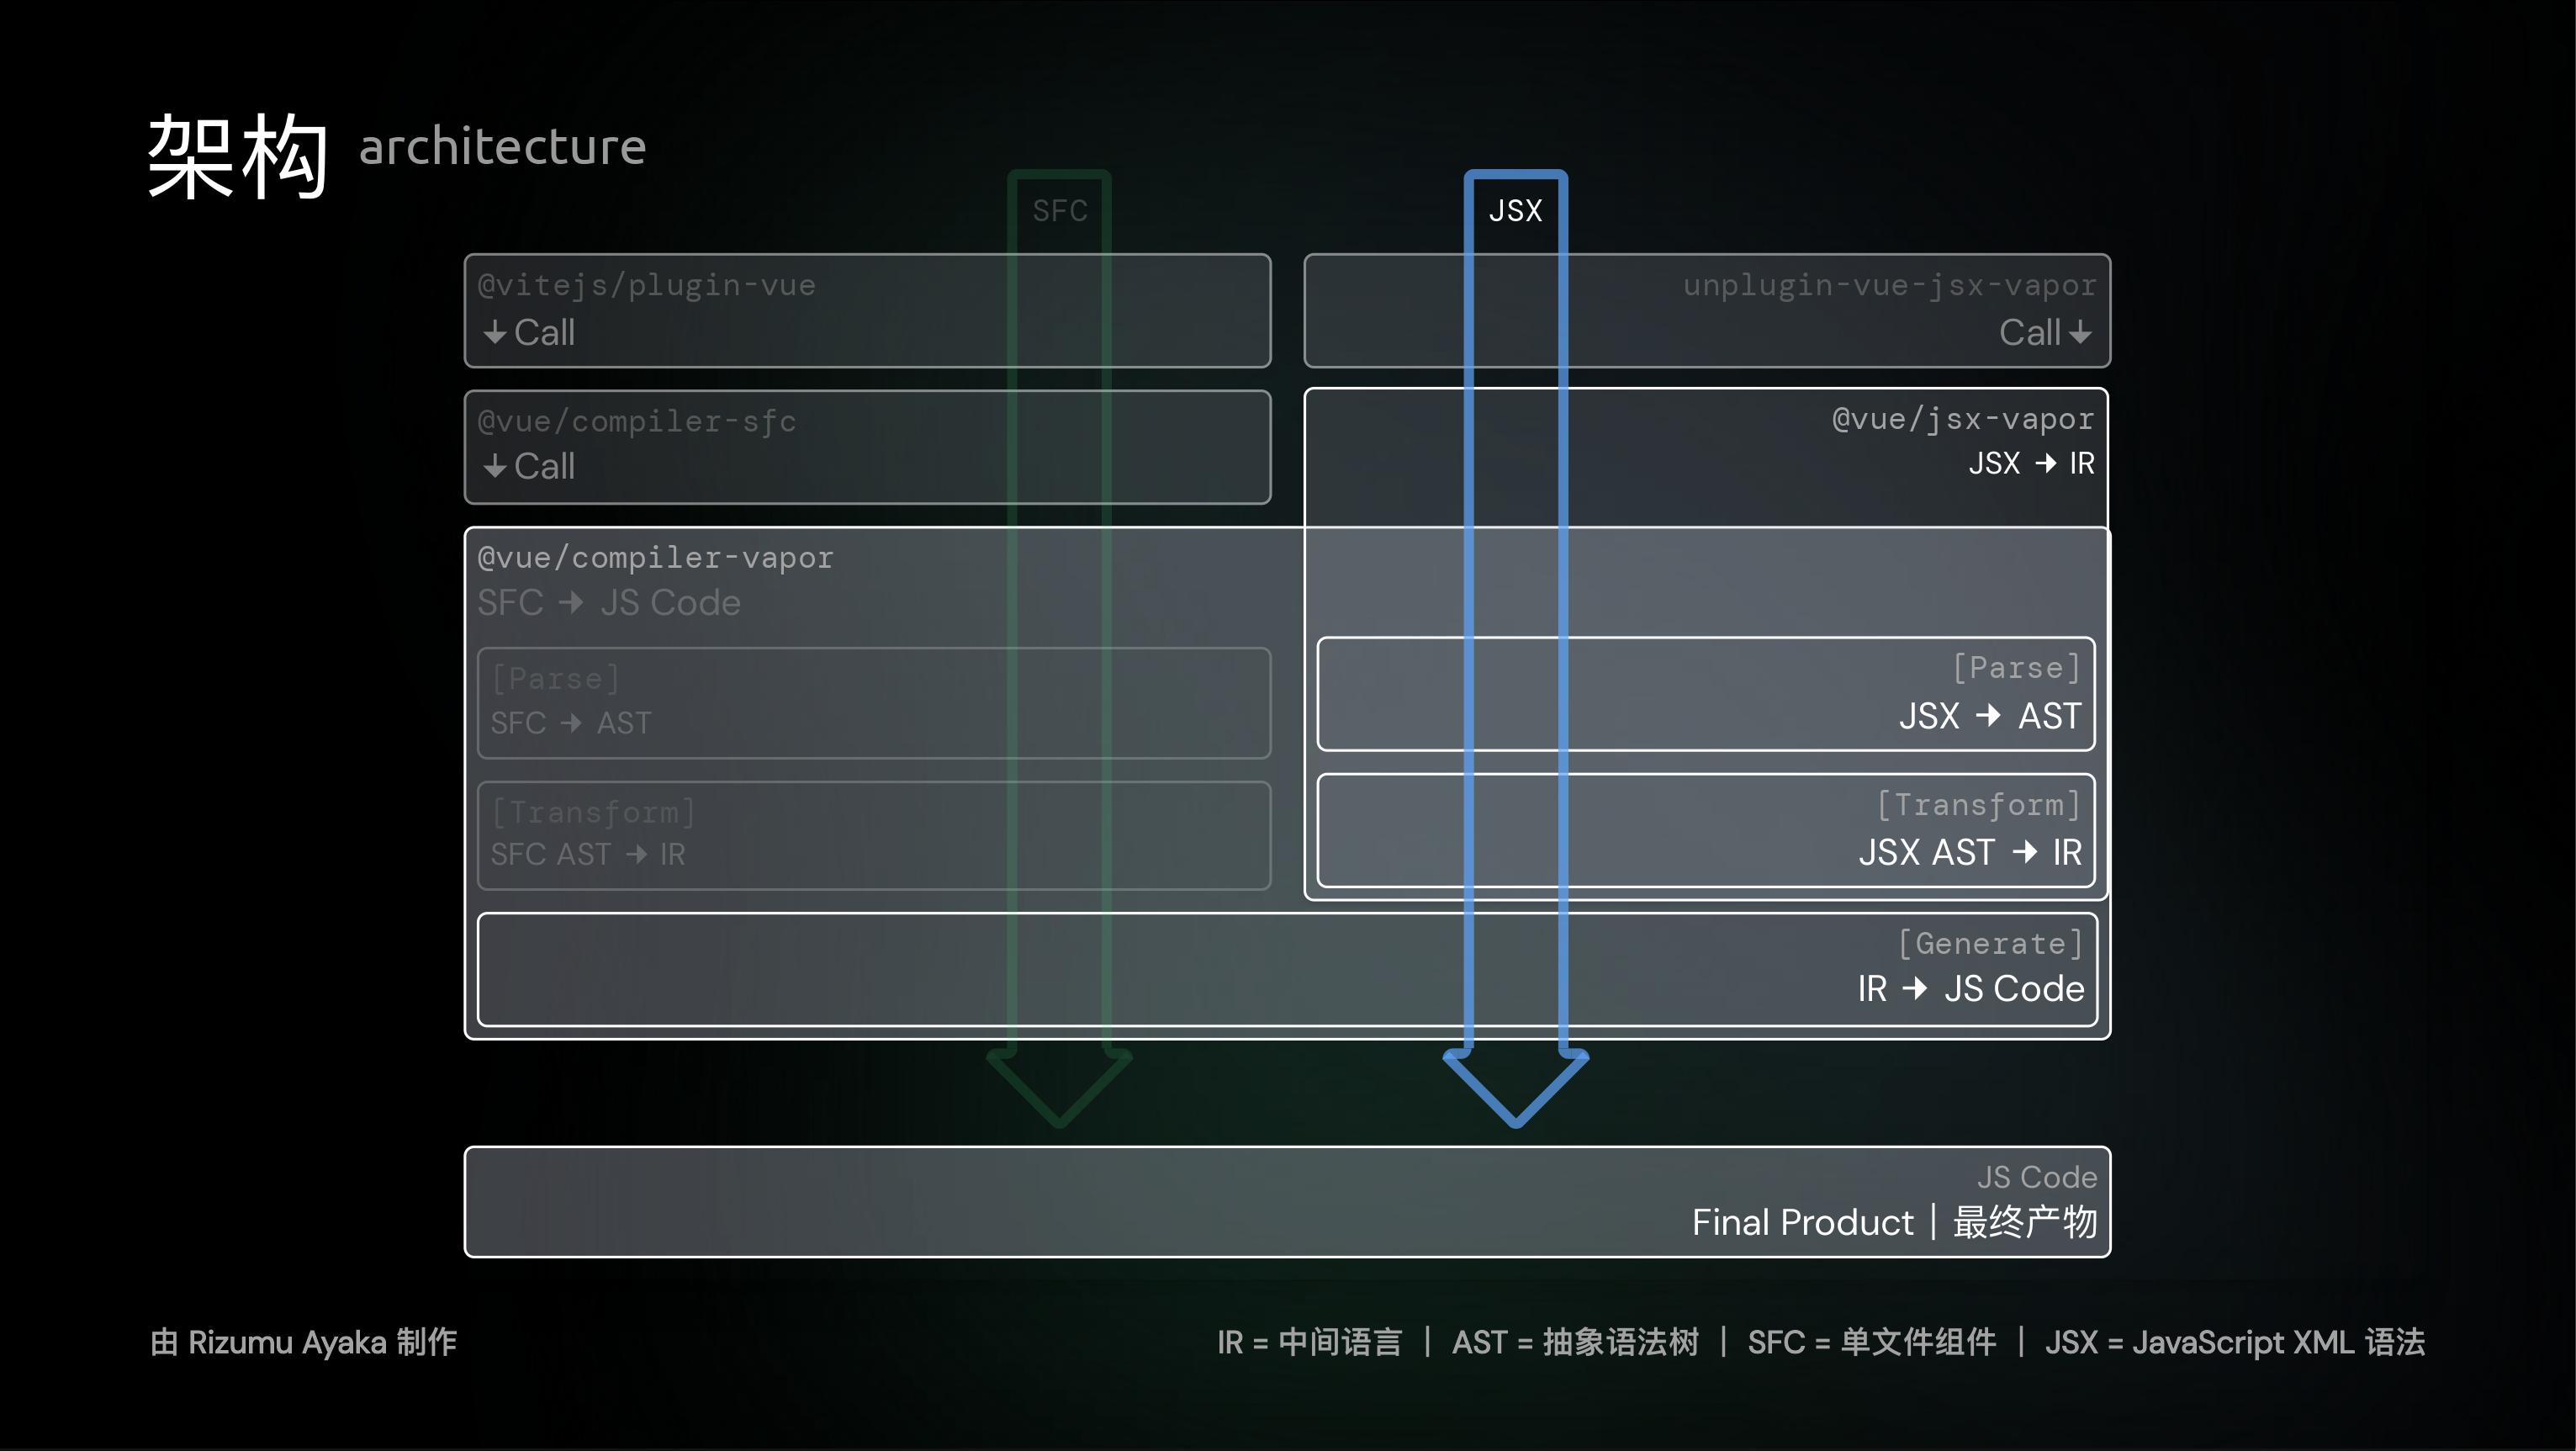 架构 architecture
SFC
JSX
@vitejs/plugin-vue
↓ Call
unplugin-vue-jsx-vapor
Call ↓
@vue/compiler-sfc
↓ Call
@vue/jsx-vapor
JSX → IR
@vue/compiler-vapor
SFC → JS Code
[Parse]
SFC → AST
[Transform]
SFC AST → IR
[Parse]
JSX → AST
[Transform]
JSX AST → IR
[Generate]
IR → JS Code
JS Code
Final Product | 最终产物
由 Rizumu Ayaka 制作
IR = 中间语言 | AST = 抽象语法树 | SFC = 单文件组件 | JSX = JavaScript XML 语法